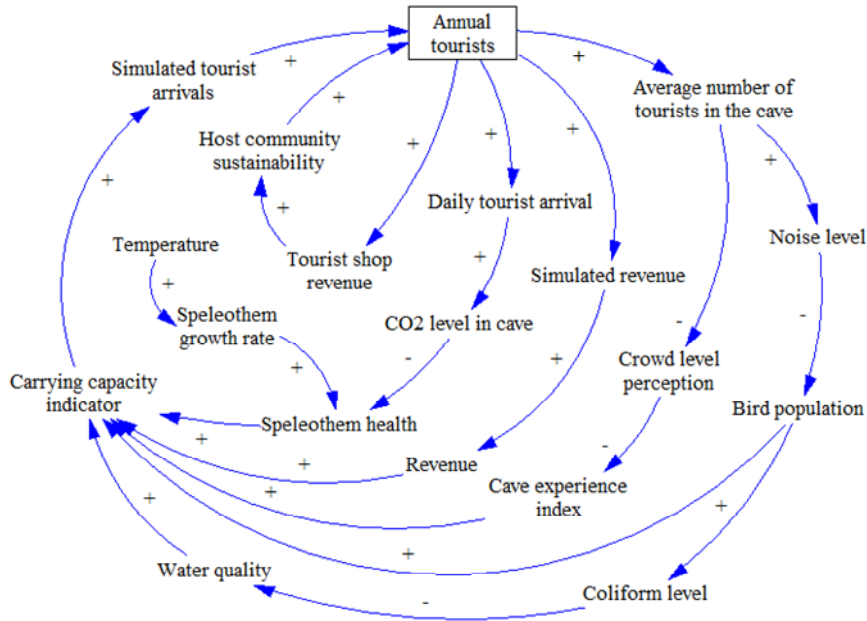 Annual
tourists
+
+
Simulated tourist
arrivals
Average number of
tourists in the cave
+
Host community
sustainability
+
+
+
+
+
Daily tourist arrival
+
Noise level
Temperature
Tourist shop
revenue
+
Simulated revenue
+
Speleothem
growth rate
CO2 level in cave
-
-
Crowd level
perception
-
+
+
Carrying capacity
indicator
Bird population
Speleothem health
+
-
+
Revenue
Cave experience
index
+
+
+
+
Water quality
Coliform level
-